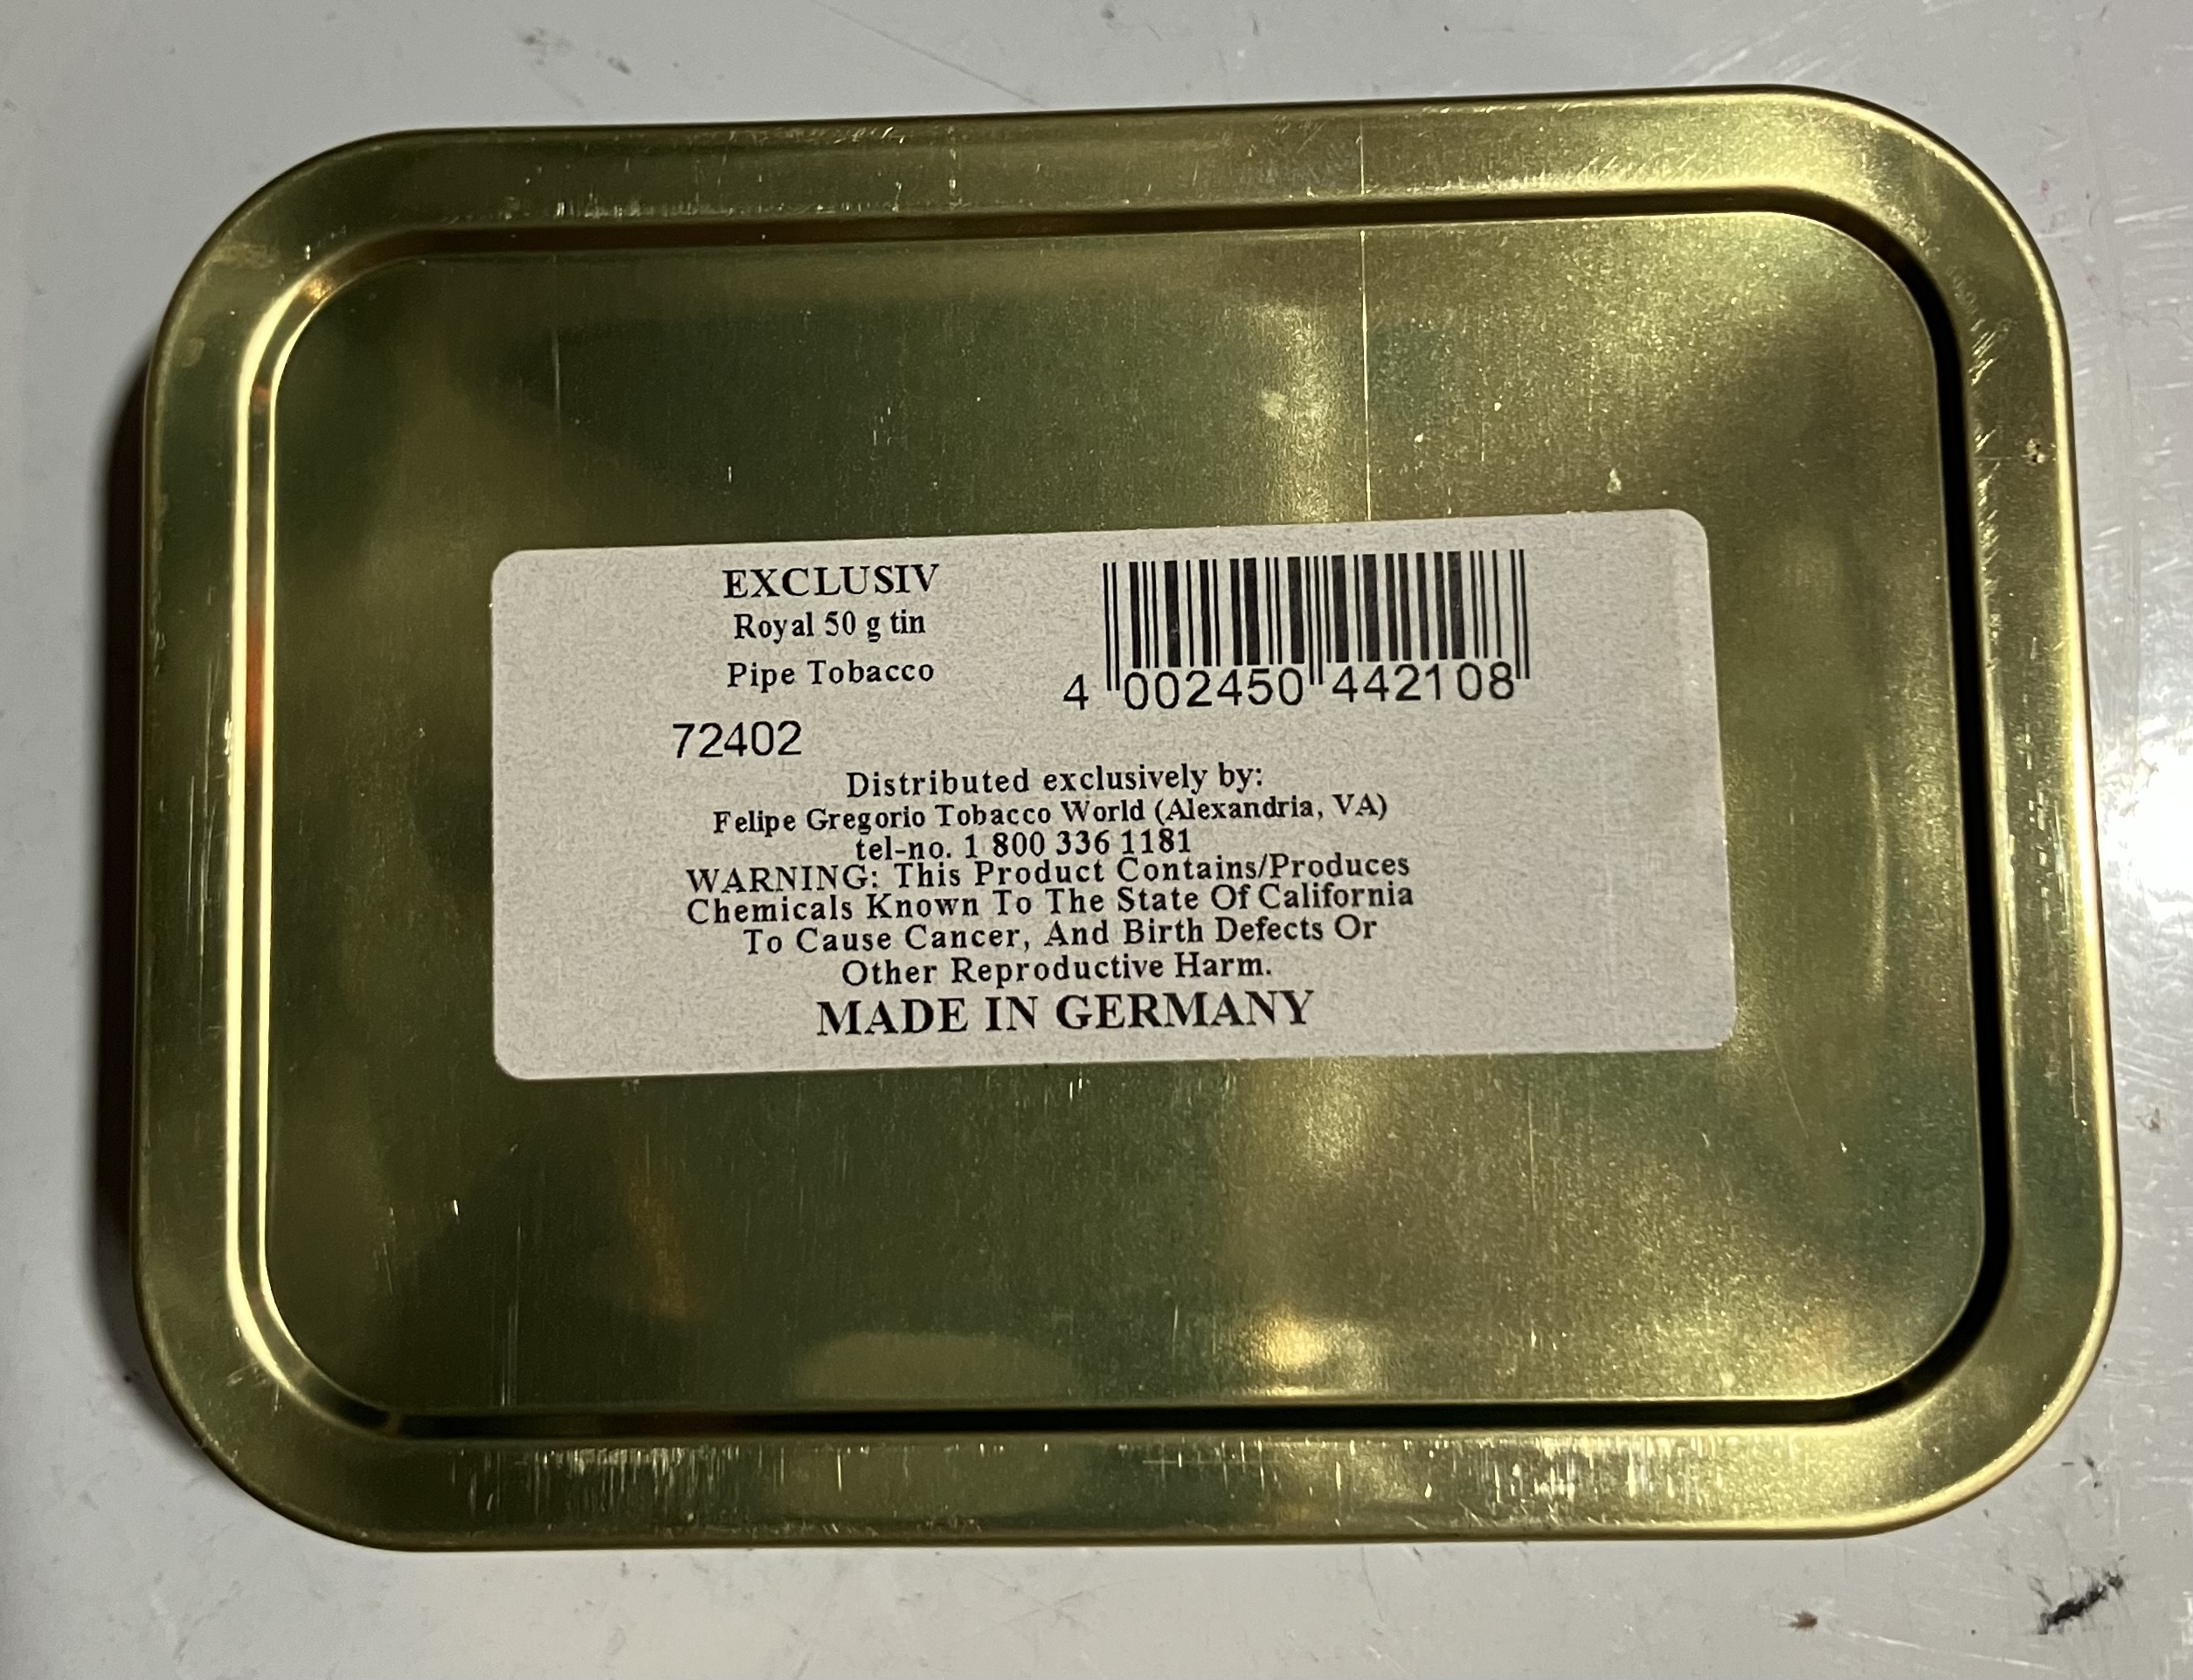 EXCLUSIV
Royal 50 g tin
Pipe Tobacco
4 002450 442108
72402
Distributed exclusively by:
Felipe Gregorio Tobacco World (Alexandria, VA)
tel-no. 1 800 336 1181
WARNING: This Product Contains/Produces
Chemicals Known To The State Of California
To Cause Cancer, And Birth Defects Or
Other Reproductive Harm.
MADE IN GERMANY